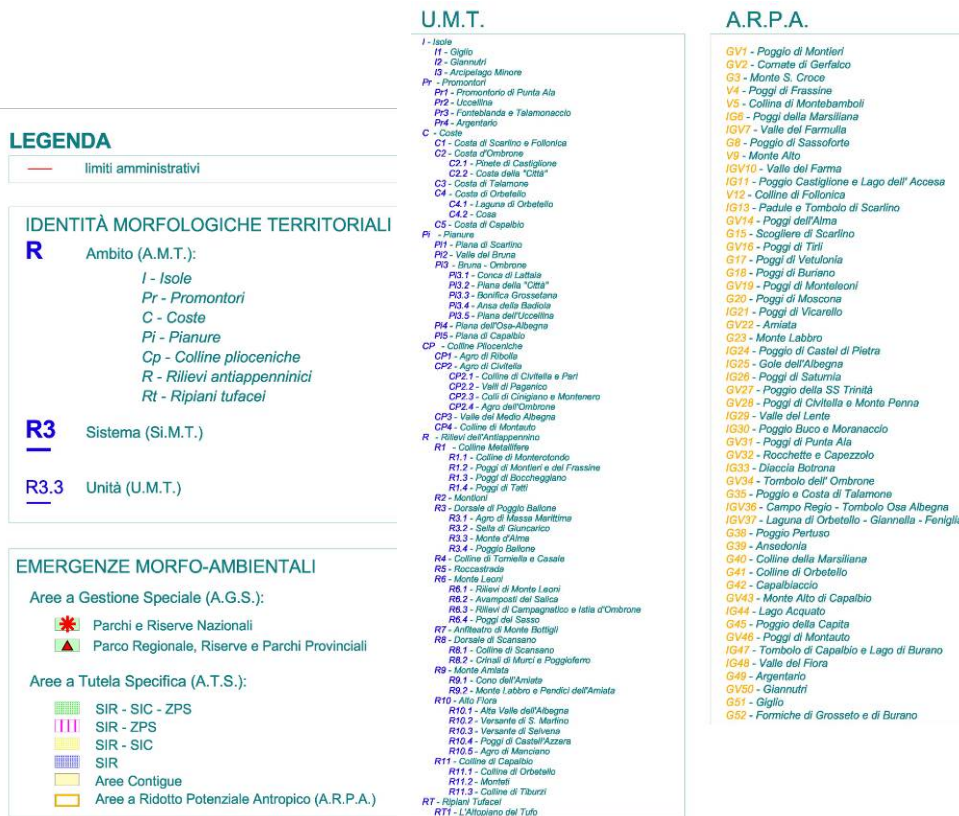 LEGENDA
limiti amministrativi
IDENTITÀ MORFOLOGICHE TERRITORIALI
R Ambito (A.M.T.):
I - Isole
Pr - Promontori
C - Coste
Pi - Pianure
Cp - Colline plioceniche
R - Rilievi antiappenninici
Rt - Ripiani tufacei
R3 Sistema (Si.M.T.)
R3.3 Unità (U.M.T.)
EMERGENZE MORFO-AMBIENTALI
Aree a Gestione Speciale (A.G.S.):
Parchi e Riserve Nazionali
Parco Regionale, Riserve e Parchi Provinciali
Aree a Tutela Specifica (A.T.S.):
SIR - SIC - ZPS
SIR - ZPS
SIR - SIC
SIR
Aree Contigue
Aree a Ridotto Potenziale Antropico (A.R.P.A.)
U.M.T.
I - Isole
I1 - Giglio
I2 - Giannutri
I3 - Arcipelago Minore
Pr - Promontori
Pr1 - Promontorio di Punta Ala
Pr2 - Uccellina
Pr3 - Fonteblanda e Talamonaccio
Pr4 - Argentario
C - Coste
C1 - Costa di Scarlino e Follonica
C2 - Costa d'Ombrone
C2.1 - Pinete di Castiglione
C2.2 - Costa della "Città"
C3 - Costa di Talamone
C4 - Costa di Orbetello
C4.1 - Laguna di Orbetello
C4.2 - Cosa
C5 - Costa di Capalbio
Pi - Pianure
Pi1 - Piana di Scarlino
Pi2 - Valle del Bruna
Pi3 - Bruna - Ombrone
Pi3.1 - Conca di Lattaia
Pi3.2 - Piana della "Città"
Pi3.3 - Bonifica Grossetana
Pi3.4 - Ansa della Badiola
Pi3.5 - Piana dell'Uccellina
Pi4 - Piana dell'Osa-Albegna
Pi5 - Piana di Capalbio
CP - Colline Plioceniche
CP1 - Agro di Ribolla
CP2 - Agro di Civitella
CP2.1 - Colline di Civitella e Pari
CP2.2 - Valli di Paganico
CP2.3 - Colli di Cinigiano e Montenero
CP2.4 - Agro dell'Ombrone
CP3 - Valle del Medio Albegna
CP4 - Colline di Montauto
R - Rilievi dell'Antiappennino
R1 - Colline Metallifere
R1.1 - Colline di Monterotondo
R1.2 - Poggi di Montieri e del Frassine
R1.3 - Poggi di Boccheggiano
R1.4 - Poggi di Tatti
R2 - Montioni
R3 - Dorsale di Poggio Ballone
R3.1 - Agro di Massa Marittima
R3.2 - Sella di Giuncarico
R3.3 - Monte d'Alma
R3.4 - Poggio Ballone
R4 - Colline di Torniella e Casale
R5 - Roccastrada
R6 - Monte Leoni
R6.1 - Rilievi di Monte Leoni
R6.2 - Avamposti del Salica
R6.3 - Rilievi di Campagnatico e Istia d'Ombrone
R6.4 - Poggi del Sasso
R7 - Anfiteatro di Monte Bottigli
R8 - Dorsale di Scansano
R8.1 - Colline di Scansano
R8.2 - Crinali di Murci e Poggioferro
R9 - Monte Amiata
R9.1 - Cono dell'Amiata
R9.2 - Monte Labbro e Pendici dell'Amiata
R10 - Alto Fiora
R10.1 - Alta Valle dell'Albegna
R10.2 - Versante di S. Martino
R10.3 - Versante di Selvena
R10.4 - Poggi di Castell'Azzara
R10.5 - Agro di Manciano
R11 - Colline di Capalbio
R11.1 - Colline di Orbetello
R11.2 - Monteti
R11.3 - Colline di Tiburzi
RT - Ripiani Tufacei
RT1 - L'Altopiano del Tufo
A.R.P.A.
GV1 - Poggio di Montieri
GV2 - Cornate di Gerfalco
G3 - Monte S. Croce
V4 - Poggi di Frassine
V5 - Collina di Montebamboli
IG6 - Poggi della Marsiliana
IGV7 - Valle del Farmulla
G8 - Poggio di Sassoforte
V9 - Monte Alto
IGV10 - Valle del Farma
IG11 - Poggio Castiglione e Lago dell' Accesa
V12 - Colline di Follonica
IG13 - Padule e Tombolo di Scarlino
GV14 - Poggi dell'Alma
G15 - Scogliere di Scarlino
GV16 - Poggi di Tirli
G17 - Poggi di Vetulonia
G18 - Poggi di Buriano
GV19 - Poggi di Monteleoni
G20 - Poggi di Moscona
IG21 - Poggi di Vicarello
GV22 - Amiata
G23 - Monte Labbro
IG24 - Poggio di Castel di Pietra
IG25 - Gole dell'Albegna
IG26 - Poggi di Saturnia
GV27 - Poggio della SS Trinità
GV28 - Poggi di Civitella e Monte Penna
IG29 - Valle del Lente
IG30 - Poggio Buco e Moranaccio
GV31 - Poggi di Punta Ala
GV32 - Rocchette e Capezzolo
IG33 - Diaccia Botrona
GV34 - Tombolo dell' Ombrone
G35 - Poggio e Costa di Talamone
IGV36 - Campo Regio - Tombolo Osa Albegna
IGV37 - Laguna di Orbetello - Giannella - Feniglia
G38 - Poggio Pertuso
G39 - Ansedonia
G40 - Colline della Marsiliana
G41 - Colline di Orbetello
G42 - Capalbiaccio
GV43 - Monte Alto di Capalbio
IG44 - Lago Acquato
G45 - Poggio della Capita
GV46 - Poggi di Montauto
IG47 - Tombolo di Capalbio e Lago di Burano
IG48 - Valle del Fiora
G49 - Argentario
GV50 - Giannutri
G51 - Giglio
G52 - Formiche di Grosseto e di Burano